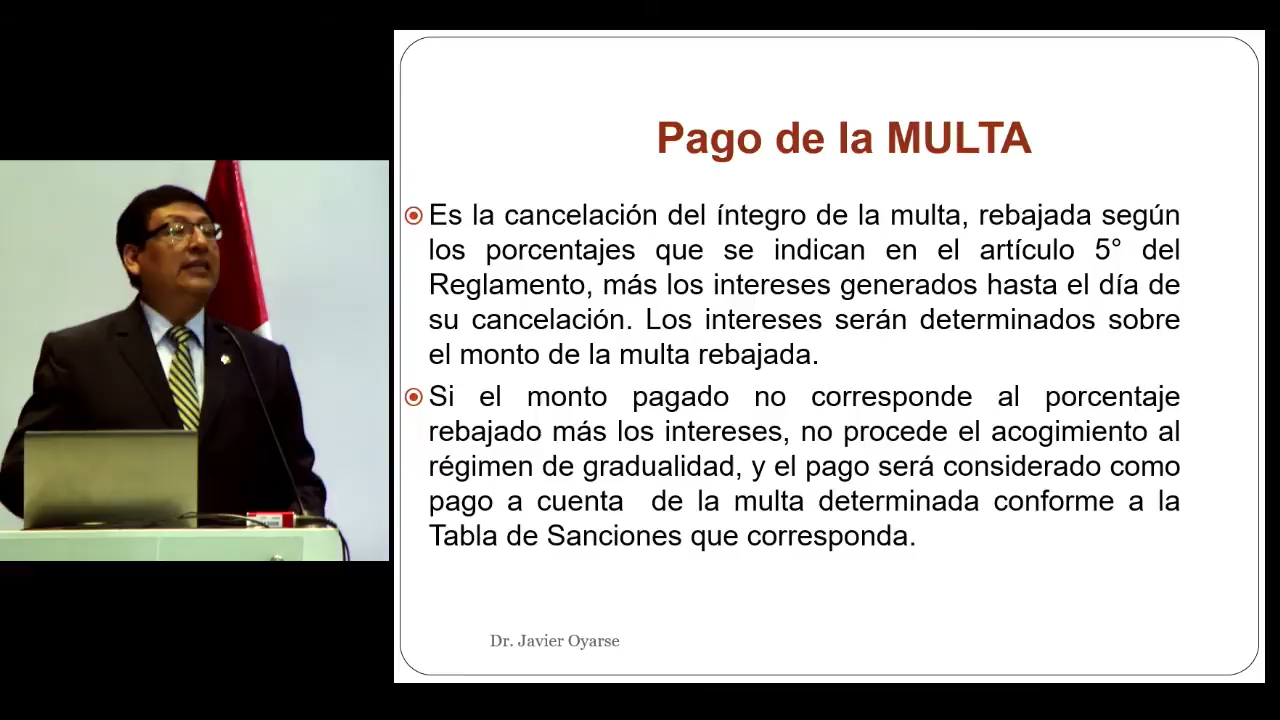 Pago de la MULTA
Es la cancelación del íntegro de la multa, rebajada según
los porcentajes que se indican en el artículo 5° del
Reglamento, más los intereses generados hasta el día de
su cancelación. Los intereses serán determinados sobre
el monto de la multa rebajada.
Si el monto pagado no corresponde al porcentaje
rebajado más los intereses, no procede el acogimiento al
régimen de gradualidad, y el pago será considerado como
pago a cuenta de la multa determinada conforme a la
Tabla de Sanciones que corresponda.
Dr. Javier Oyarse